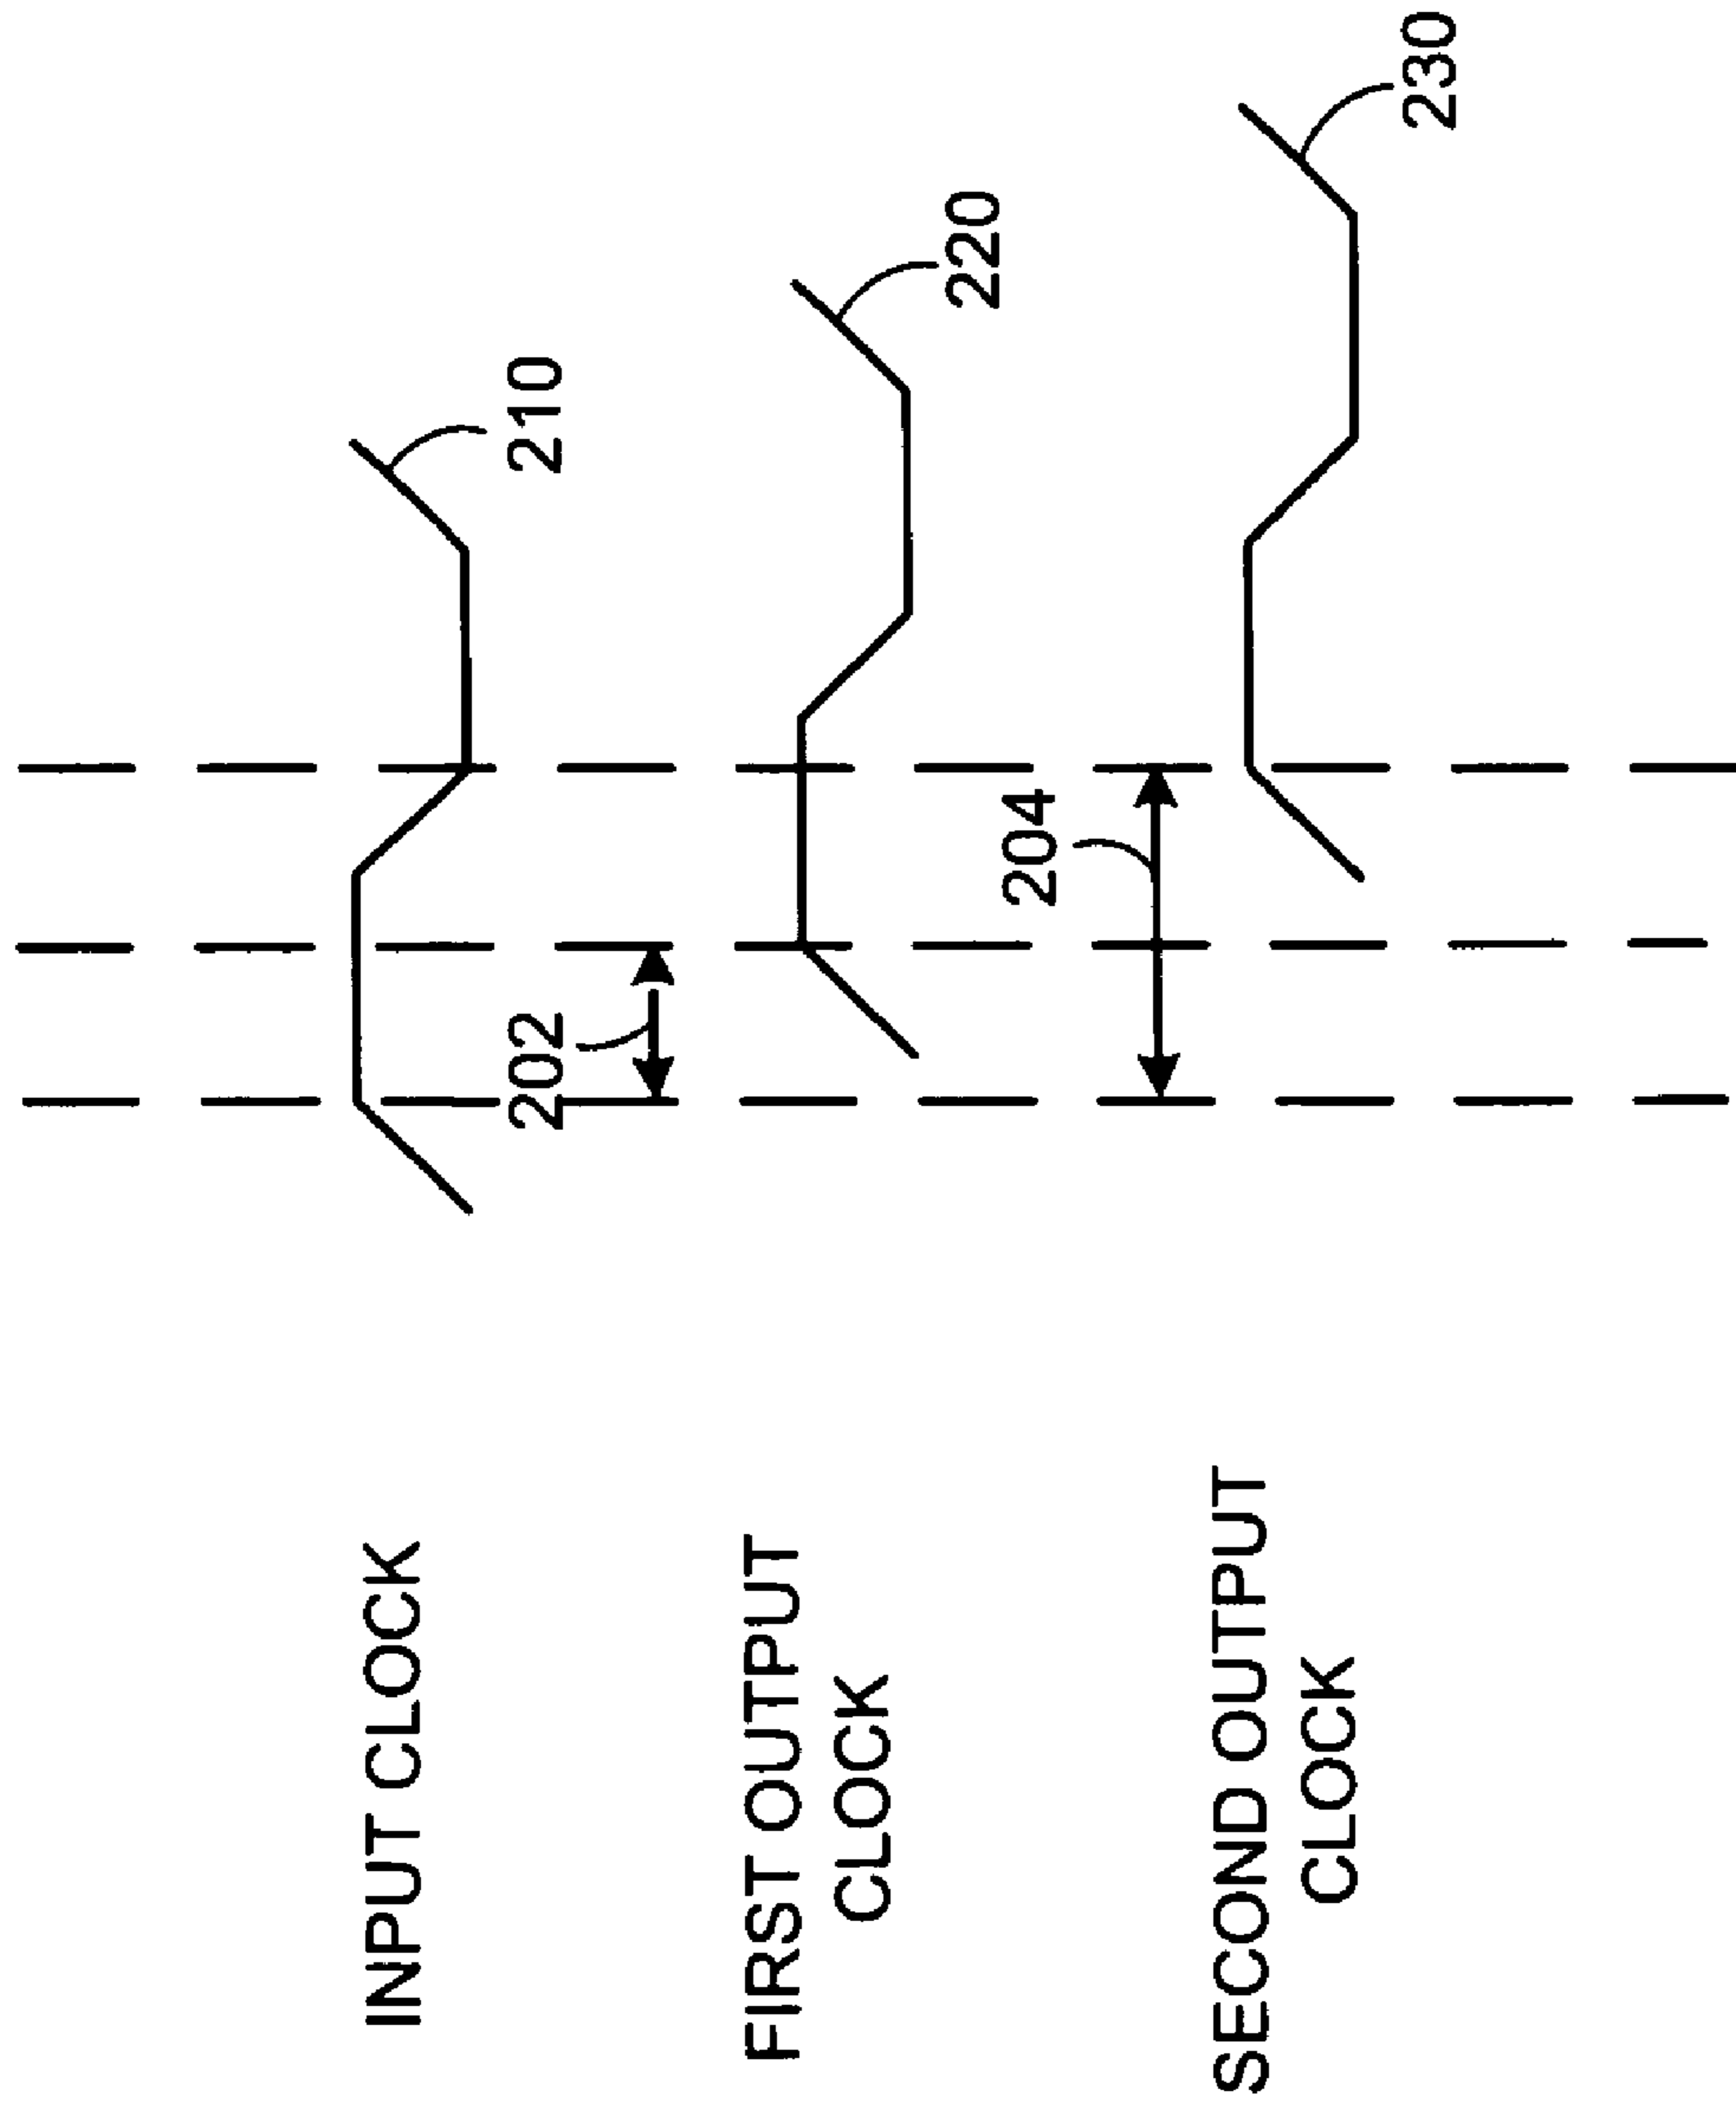 INPUT CLOCK
210
202
FIRST OUTPUT
CLOCK
220
204
SECOND OUTPUT
CLOCK
230